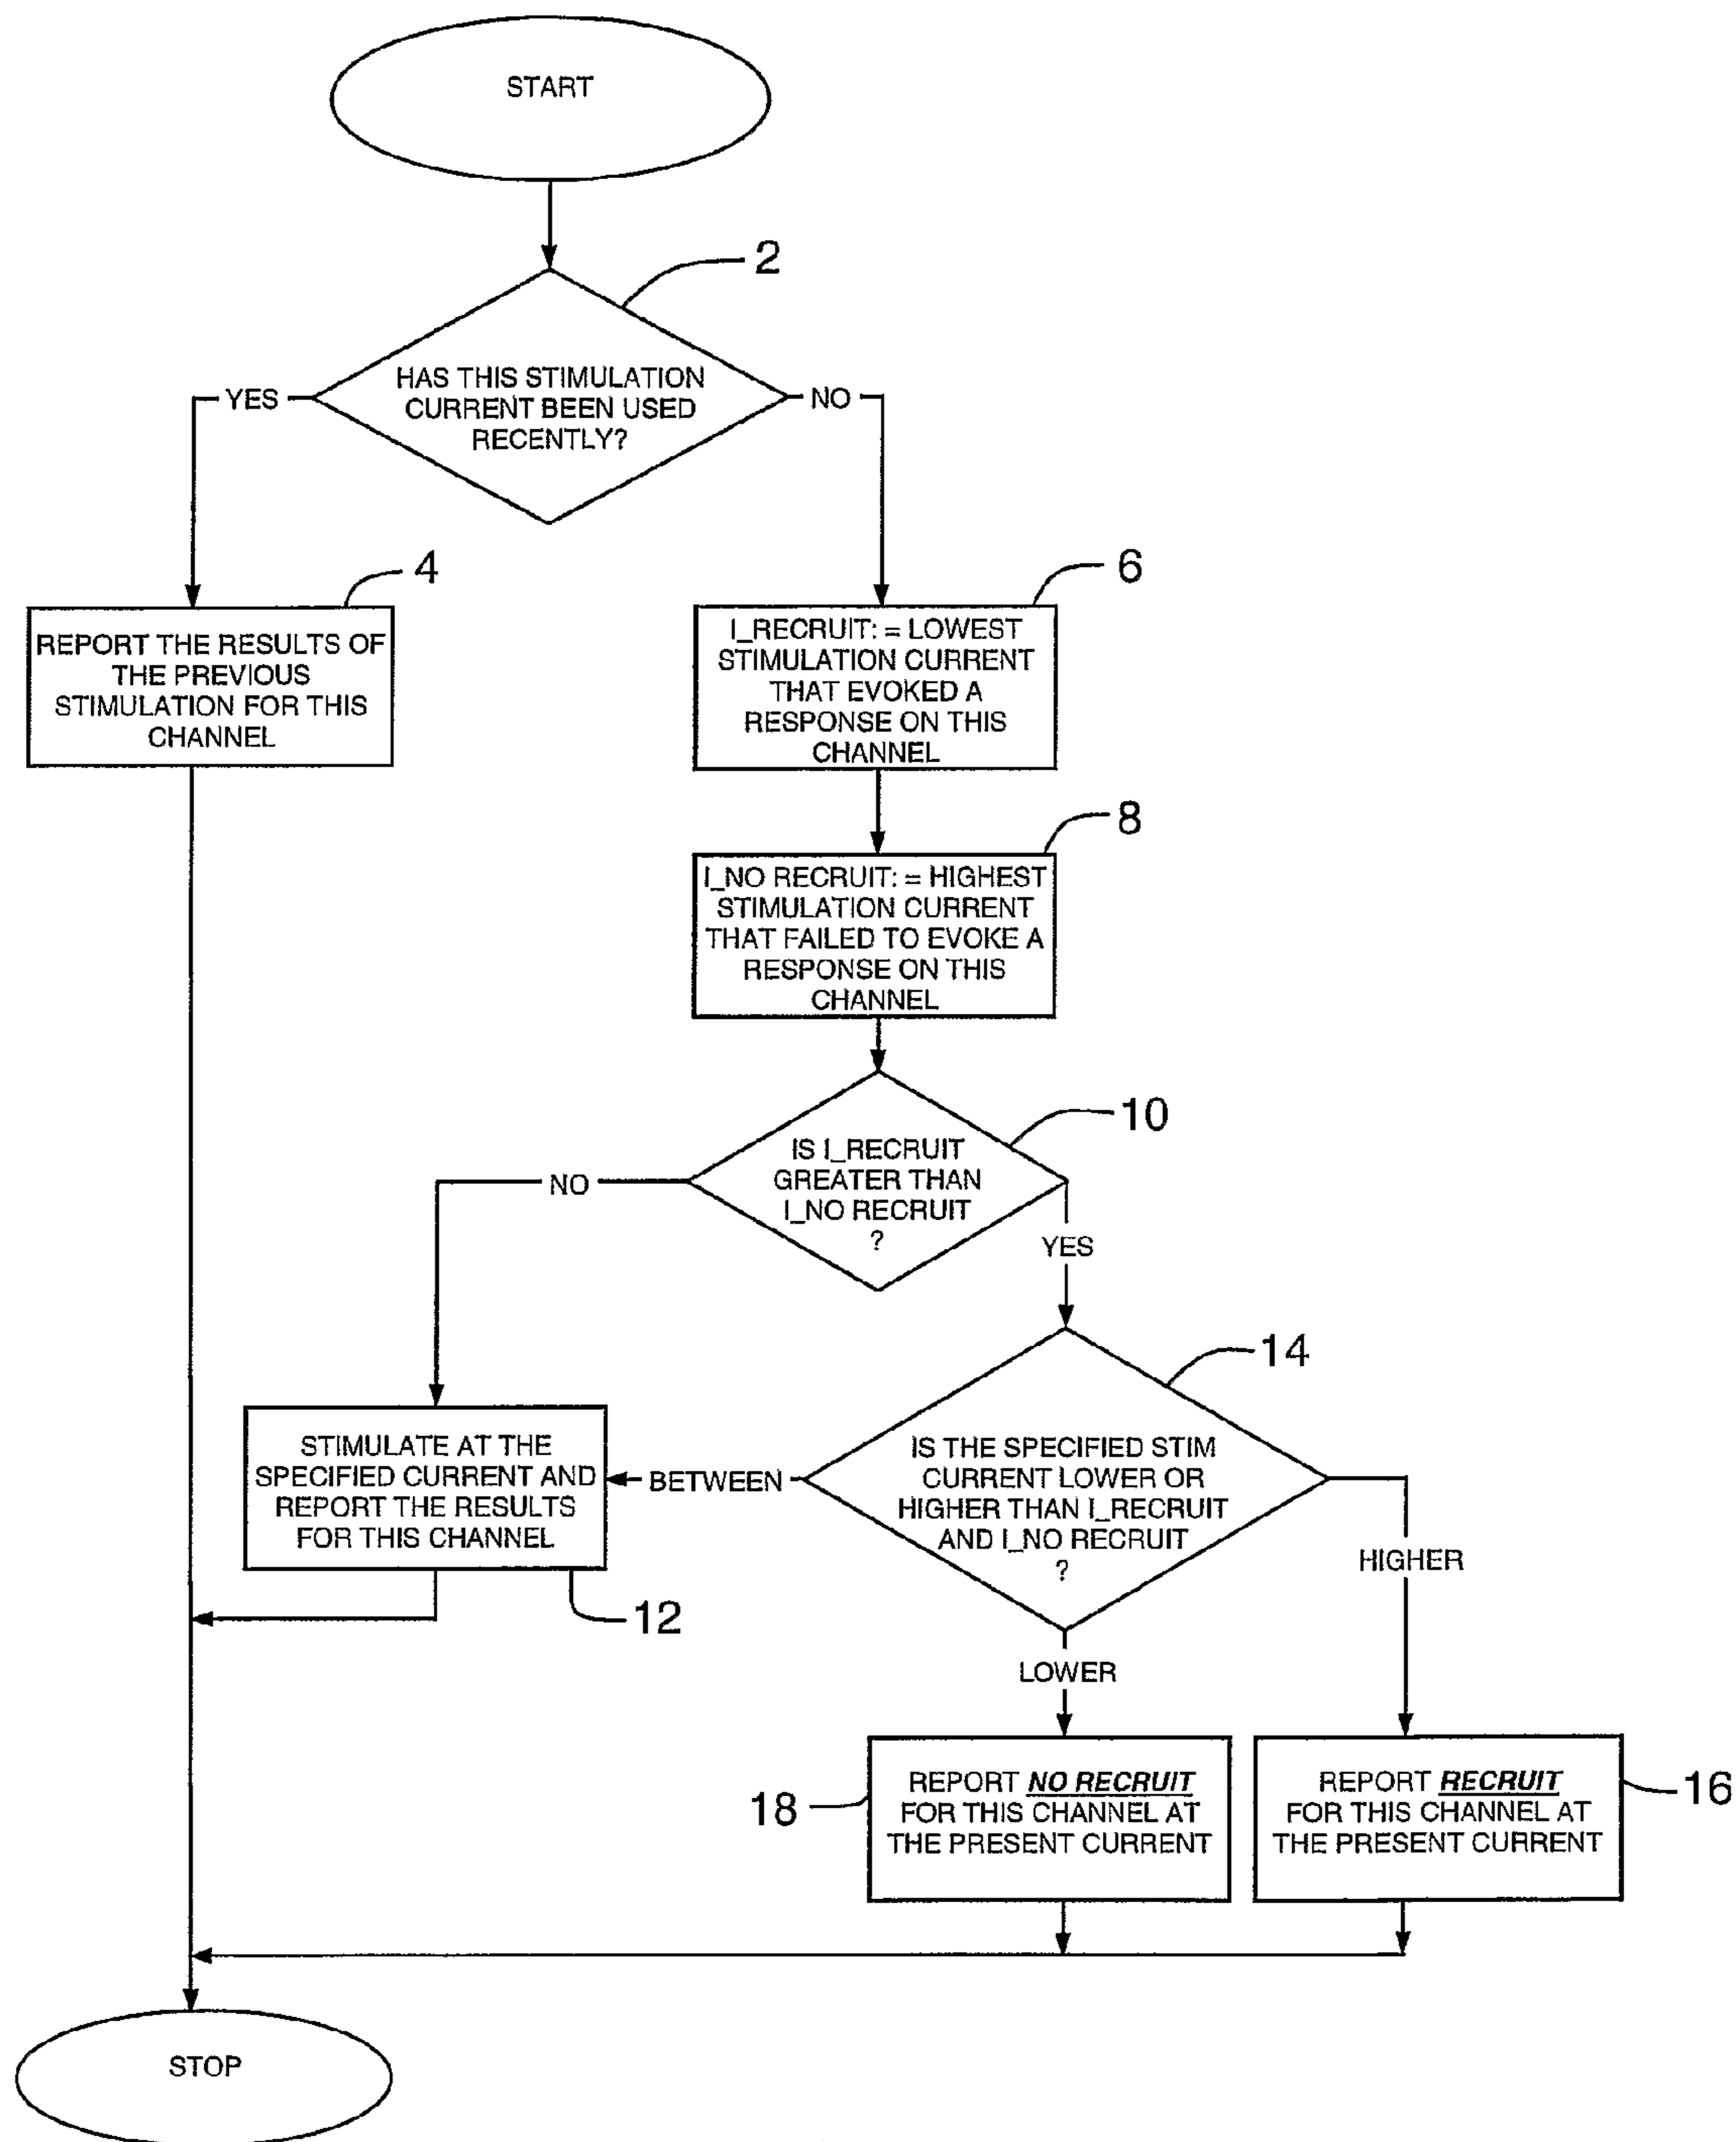 START
2
HAS THIS STIMULATION
CURRENT BEEN USED
RECENTLY?
YES
NO
4
REPORT THE RESULTS OF
THE PREVIOUS
STIMULATION FOR THIS
CHANNEL
6
I_RECRUIT: = LOWEST
STIMULATION CURRENT
THAT EVOKED A
RESPONSE ON THIS
CHANNEL
8
I_NO RECRUIT: = HIGHEST
STIMULATION CURRENT
THAT FAILED TO EVOKE A
RESPONSE ON THIS
CHANNEL
10
IS I_RECRUIT
GREATER THAN
I_NO RECRUIT
?
NO
YES
14
STIMULATE AT THE
SPECIFIED CURRENT AND
REPORT THE RESULTS
FOR THIS CHANNEL
12
BETWEEN
IS THE SPECIFIED STIM
CURRENT LOWER OR
HIGHER THAN I_RECRUIT
AND I_NO RECRUIT
?
HIGHER
LOWER
18
REPORT NO RECRUIT
FOR THIS CHANNEL AT
THE PRESENT CURRENT
REPORT RECRUIT
FOR THIS CHANNEL AT
THE PRESENT CURRENT
16
STOP